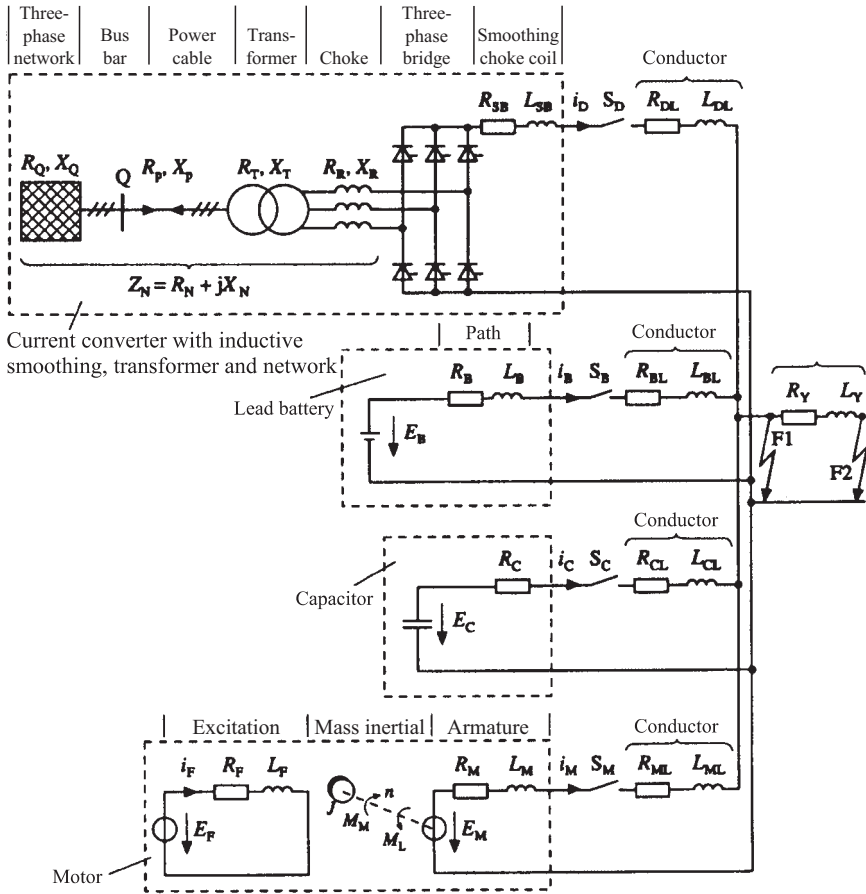 Three-
phase
network
Bus
bar
Power
cable
Trans-
former
Choke
Three-
phase
bridge
Smoothing
choke coil
Conductor
R_SB L_SB i_D S_D R_DL L_DL
R_Q, X_Q Q R_p, X_p R_T, X_T R_R, X_R
Z_N = R_N + jX_N
Current converter with inductive
smoothing, transformer and network
Path
Conductor
R_B L_B i_B S_B R_BL L_BL
Lead battery
E_B
R_Y L_Y
F1
F2
Conductor
R_C i_C S_C R_CL L_CL
Capacitor
E_C
Excitation
Mass inertial
Armature
Conductor
i_F R_F L_F
R_M L_M i_M S_M R_ML L_ML
J n
M_M
M_L
E_F
E_M
Motor